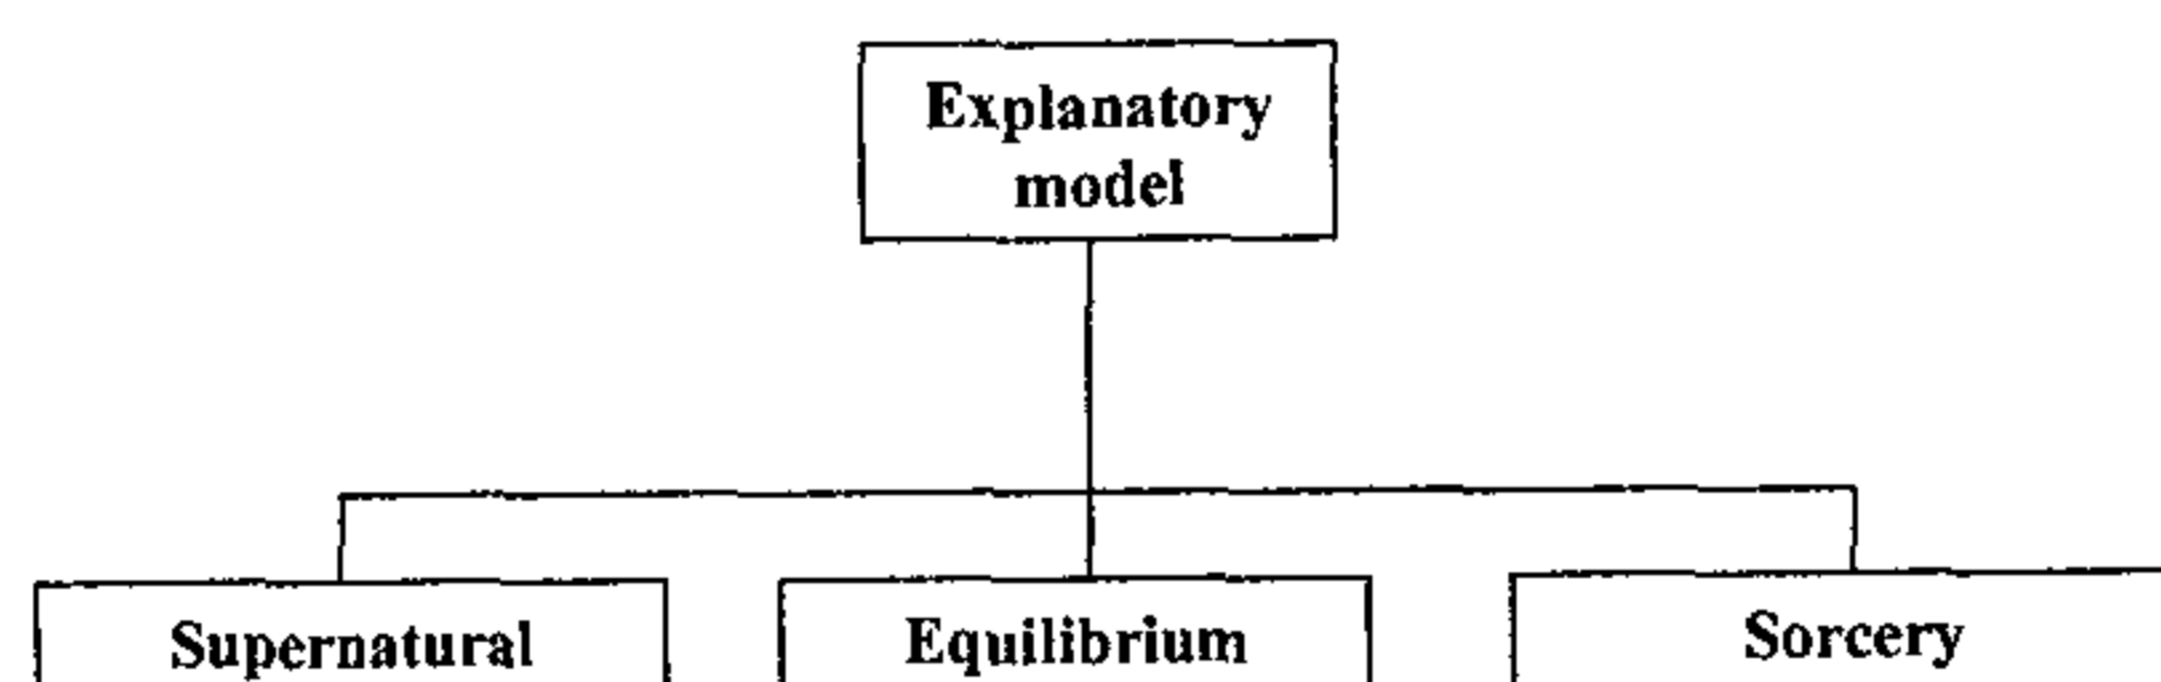 Explanatory
model
Supernatural
Equilibrium
Sorcery